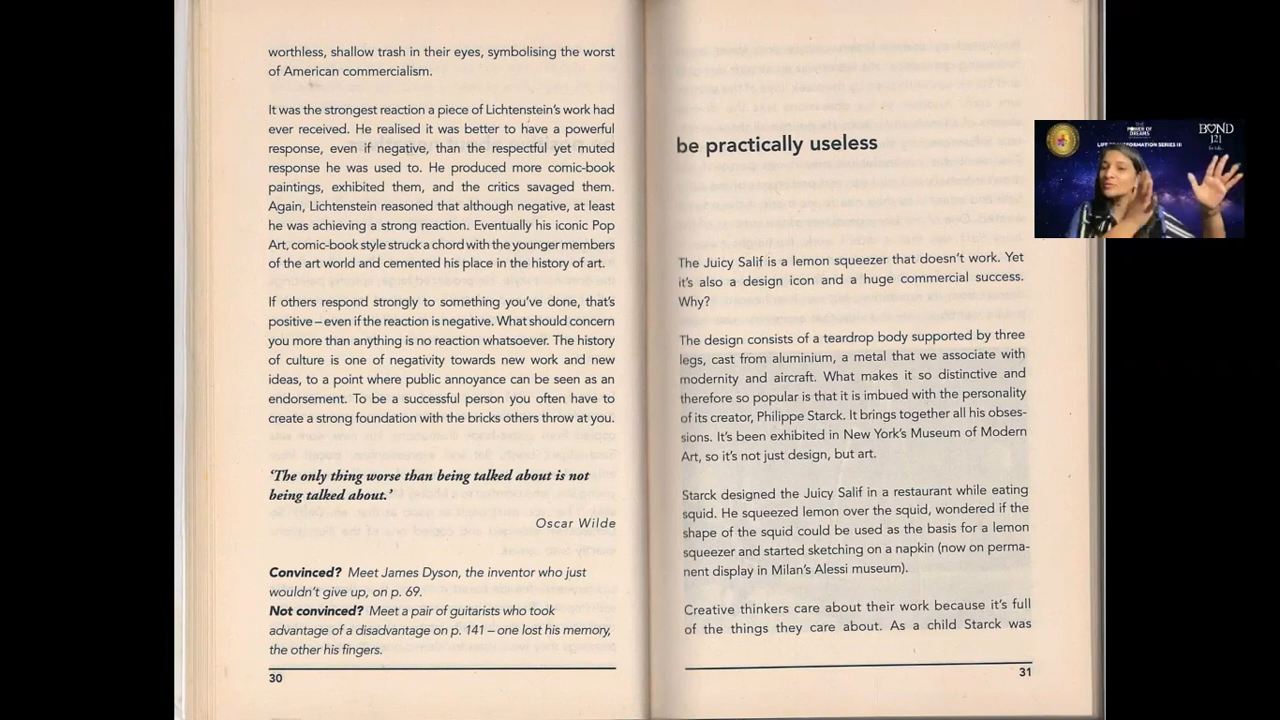 worthless, shallow trash in their eyes, symbolising the worst
of American commercialism.
It was the strongest reaction a piece of Lichtenstein's work had
ever received. He realised it was better to have a powerful
response, even if negative, than the respectful yet muted
response he was used to. He produced more comic-book
paintings, exhibited them, and the critics savaged them.
Again, Lichtenstein reasoned that although negative, at least
he was achieving a strong reaction. Eventually his iconic Pop
Art, comic-book style struck a chord with the younger members
of the art world and cemented his place in the history of art.
If others respond strongly to something you've done, that's
positive – even if the reaction is negative. What should concern
you more than anything is no reaction whatsoever. The history
of culture is one of negativity towards new work and new
ideas, to a point where public annoyance can be seen as an
endorsement. To be a successful person you often have to
create a strong foundation with the bricks others throw at you.
'The only thing worse than being talked about is not
being talked about.'
Oscar Wilde
Convinced? Meet James Dyson, the inventor who just
wouldn't give up, on p. 69.
Not convinced? Meet a pair of guitarists who took
advantage of a disadvantage on p. 141 – one lost his memory,
the other his fingers.
30
be practically useless
The Juicy Salif is a lemon squeezer that doesn't work. Yet
it's also a design icon and a huge commercial success.
Why?
The design consists of a teardrop body supported by three
legs, cast from aluminium, a metal that we associate with
modernity and aircraft. What makes it so distinctive and
therefore so popular is that it is imbued with the personality
of its creator, Philippe Starck. It brings together all his obses-
sions. It's been exhibited in New York's Museum of Modern
Art, so it's not just design, but art.
Starck designed the Juicy Salif in a restaurant while eating
squid. He squeezed lemon over the squid, wondered if the
shape of the squid could be used as the basis for a lemon
squeezer and started sketching on a napkin (now on perma-
nent display in Milan's Alessi museum).
Creative thinkers care about their work because it's full
of the things they care about. As a child Starck was
31
THE
POWER OF
DREAMS
SERIES III
BOND
121